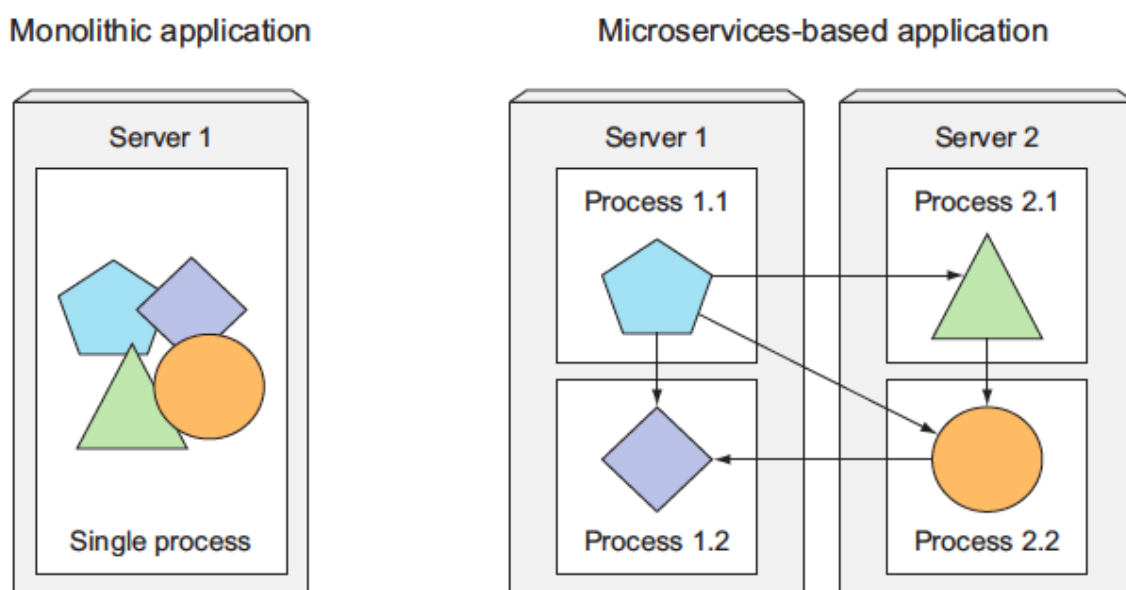 Monolithic application
Microservices-based application
Server 1
Single process
Server 1
Process 1.1
Process 1.2
Server 2
Process 2.1
Process 2.2